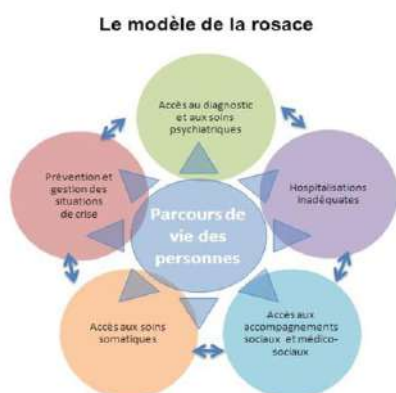 Le modèle de la rosace
Accès au diagnostic
et aux soins
psychiatriques
Prévention et
gestion des
situations
de crise
Hospitalisations
inadéquates
Parcours de
vie des
personnes
Accès aux soins
somatiques
Accès aux
accompagnements
sociaux et médico-
sociaux